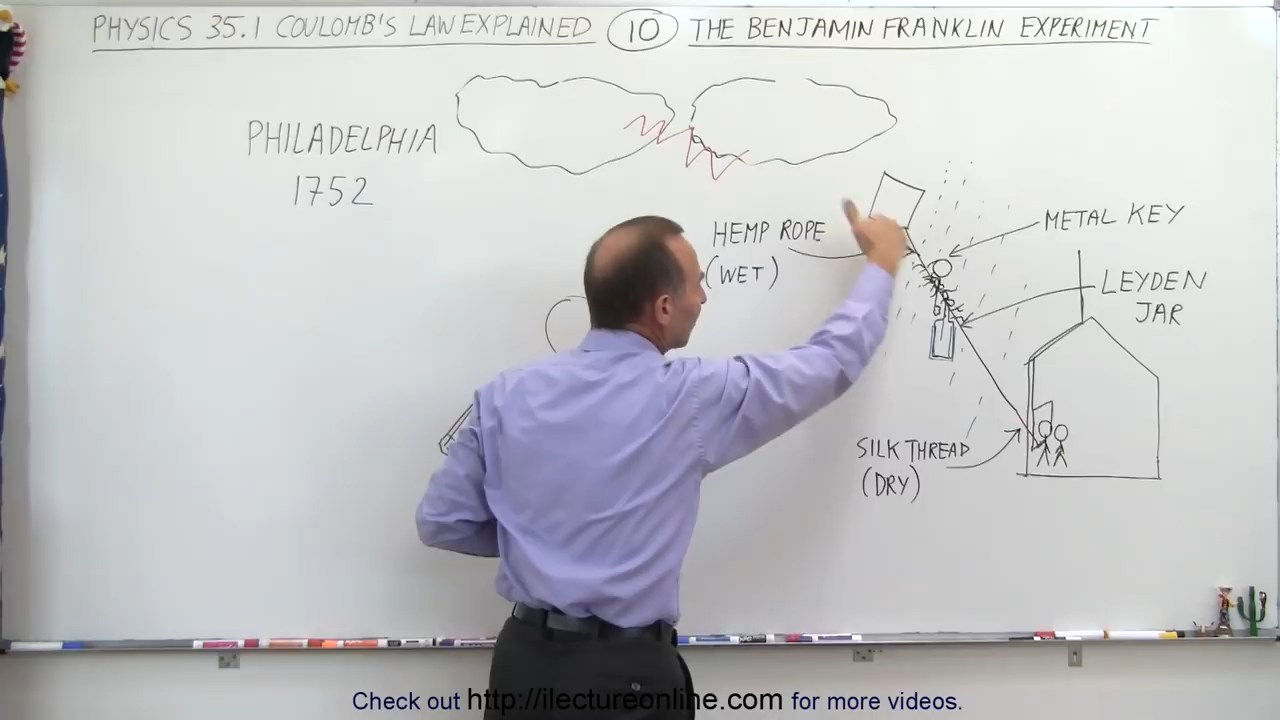 PHYSICS 35.1 COULOMB'S LAW EXPLAINED 10 THE BENJAMIN FRANKLIN EXPERIMENT
PHILADELPHIA
1752
HEMP ROPE
(WET)
METAL KEY
LEYDEN
JAR
SILK THREAD
(DRY)
Check out http://ilectureonline.com for more videos.